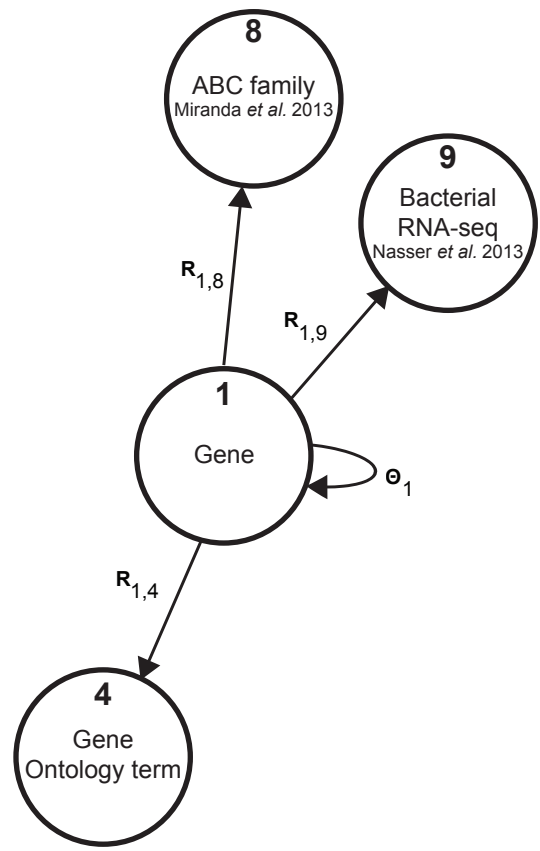 8
ABC family
Miranda et al. 2013
9
Bacterial
RNA-seq
Nasser et al. 2013
R1,8
R1,9
1
Gene
Θ1
R1,4
4
Gene
Ontology term